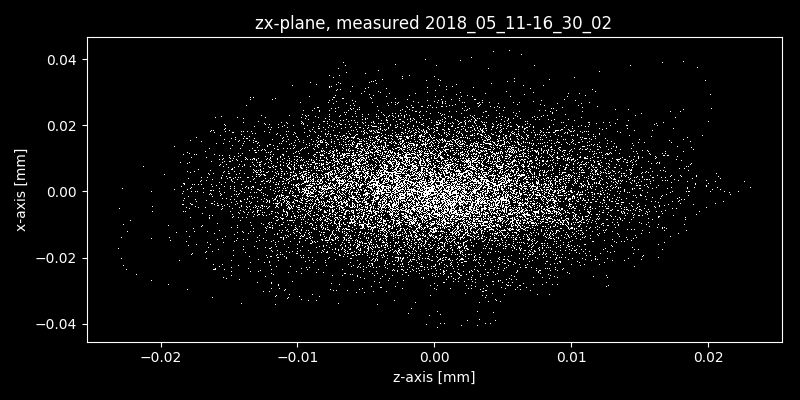 zx-plane, measured 2018_05_11-16_30_02
0.04
0.02
0.00
−0.02
−0.04
x-axis [mm]
−0.02 −0.01 0.00 0.01 0.02
z-axis [mm]